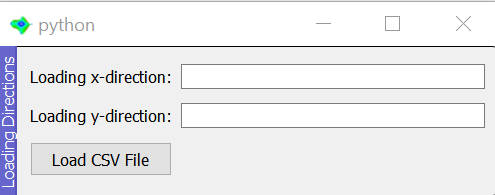 python
Loading Directions
Loading x-direction:
Loading y-direction:
Load CSV File